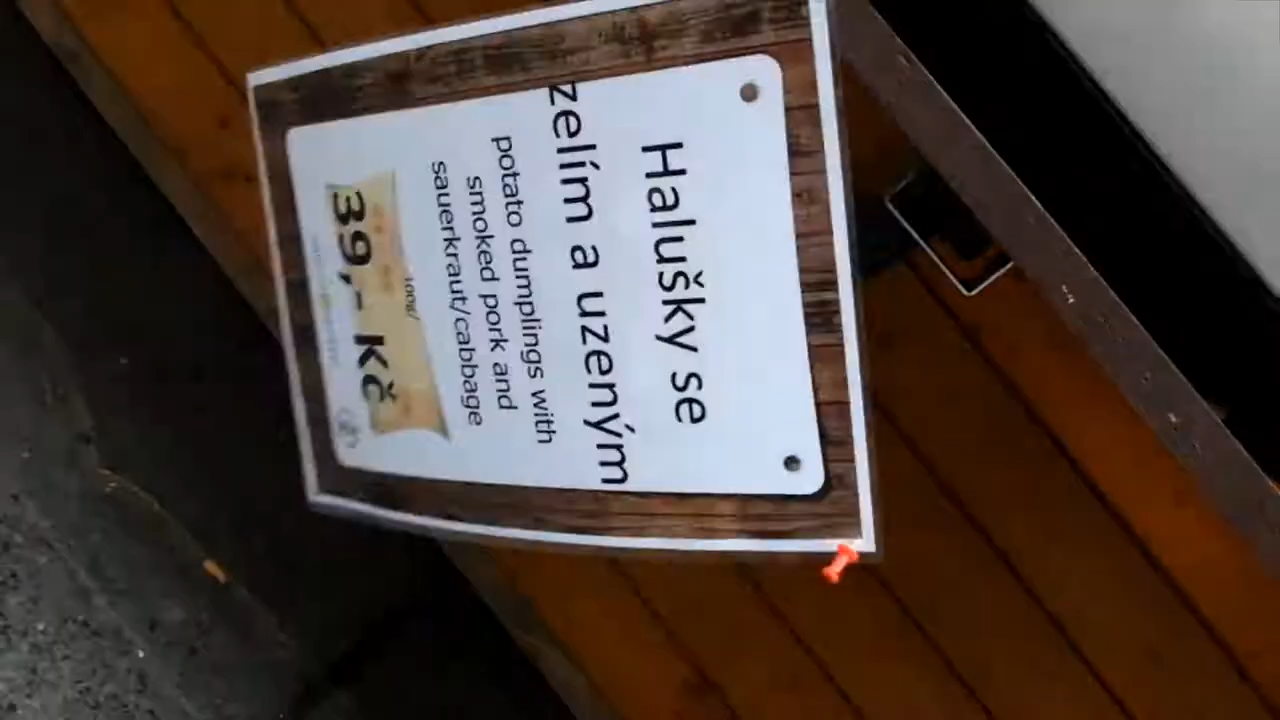 Halušky se
zelím a uzeným
potato dumplings with
smoked pork and
sauerkraut/cabbage
100g/
39,- Kč